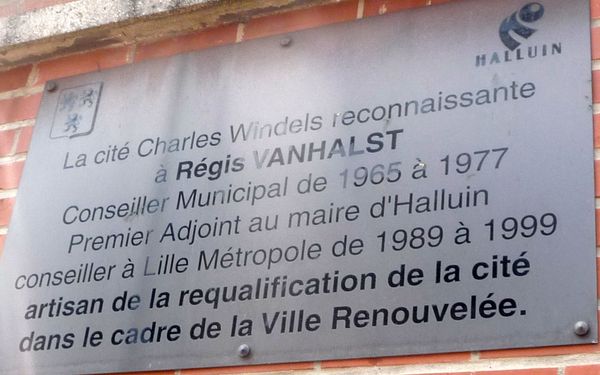 HALLUIN
La cité Charles Windels reconnaissante
à Régis VANHALST
Conseiller Municipal de 1965 à 1977
Premier Adjoint au maire d'Halluin
conseiller à Lille Métropole de 1989 à 1999
artisan de la requalification de la cité
dans le cadre de la Ville Renouvelée.